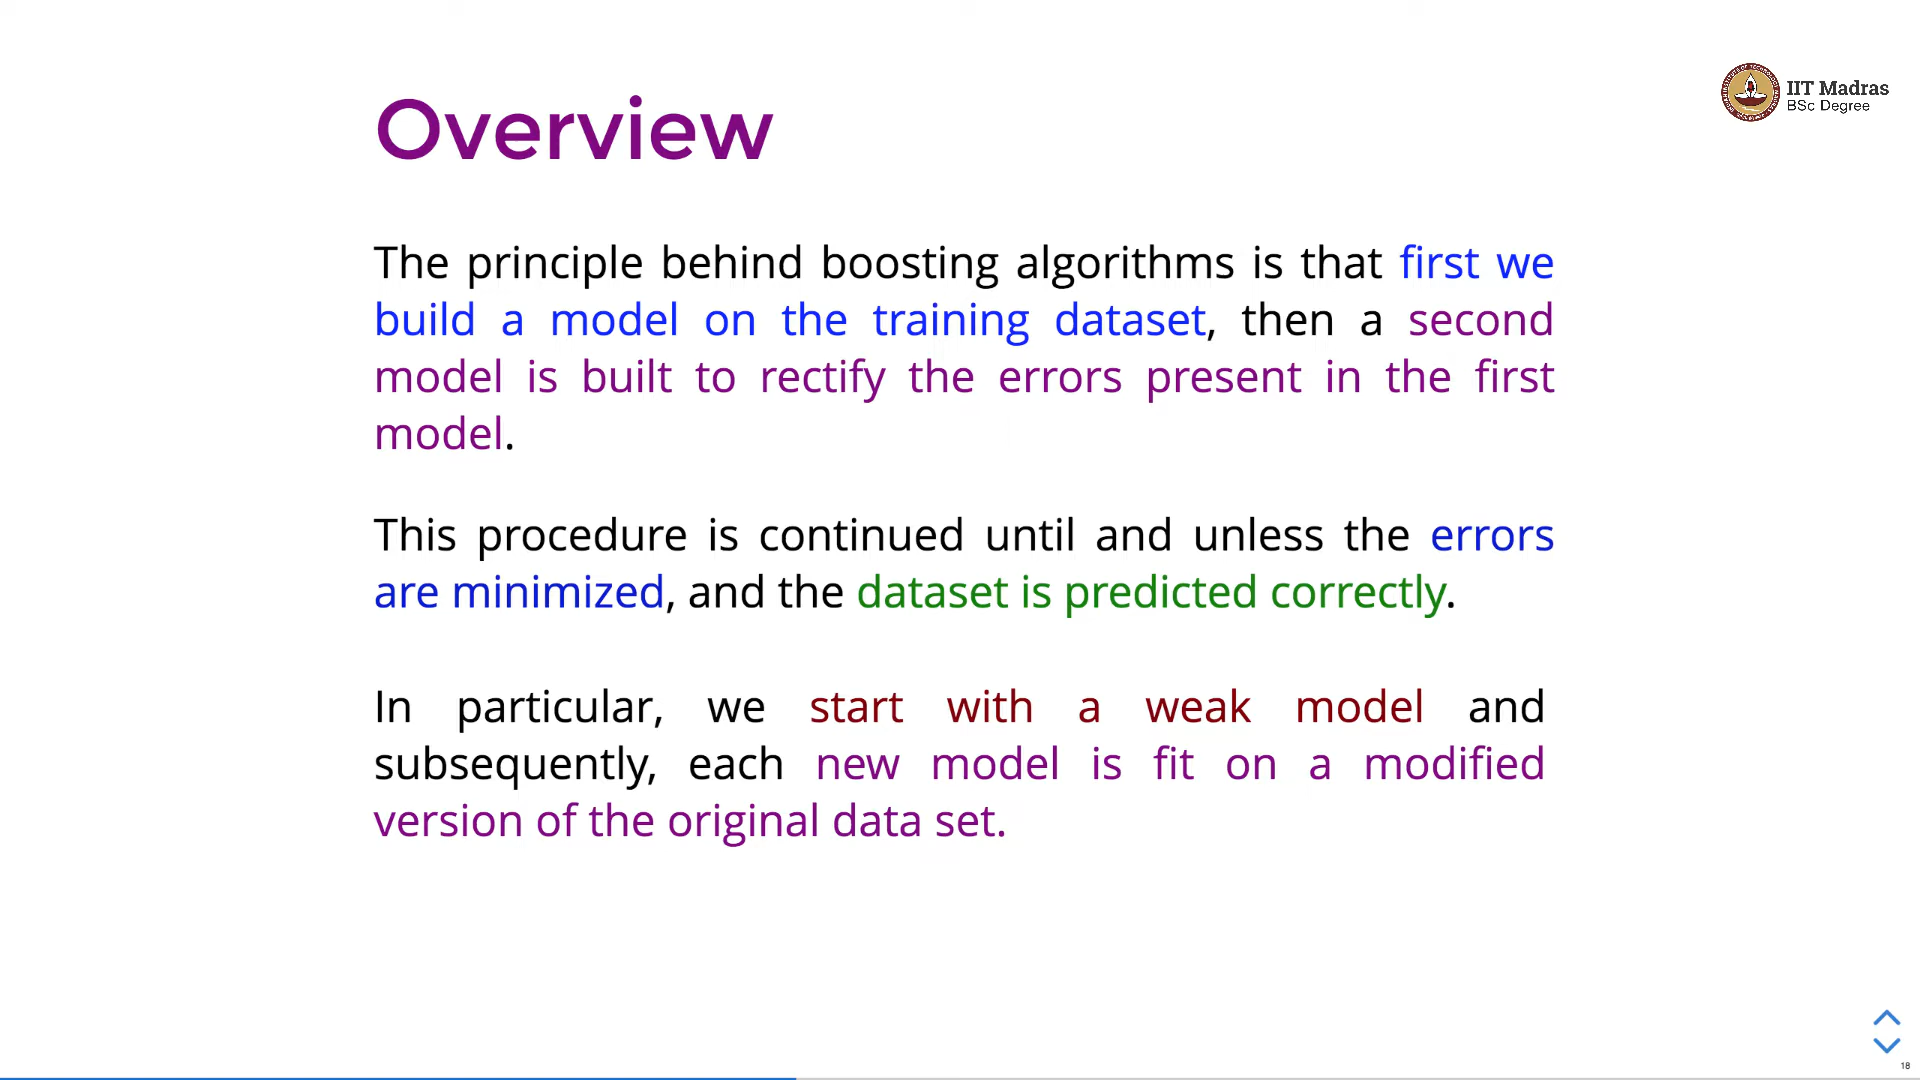 IIT Madras
BSc Degree
Overview
The principle behind boosting algorithms is that first we
build a model on the training dataset, then a second
model is built to rectify the errors present in the first
model.
This procedure is continued until and unless the errors
are minimized, and the dataset is predicted correctly.
In particular, we start with a weak model and
subsequently, each new model is fit on a modified
version of the original data set.
18